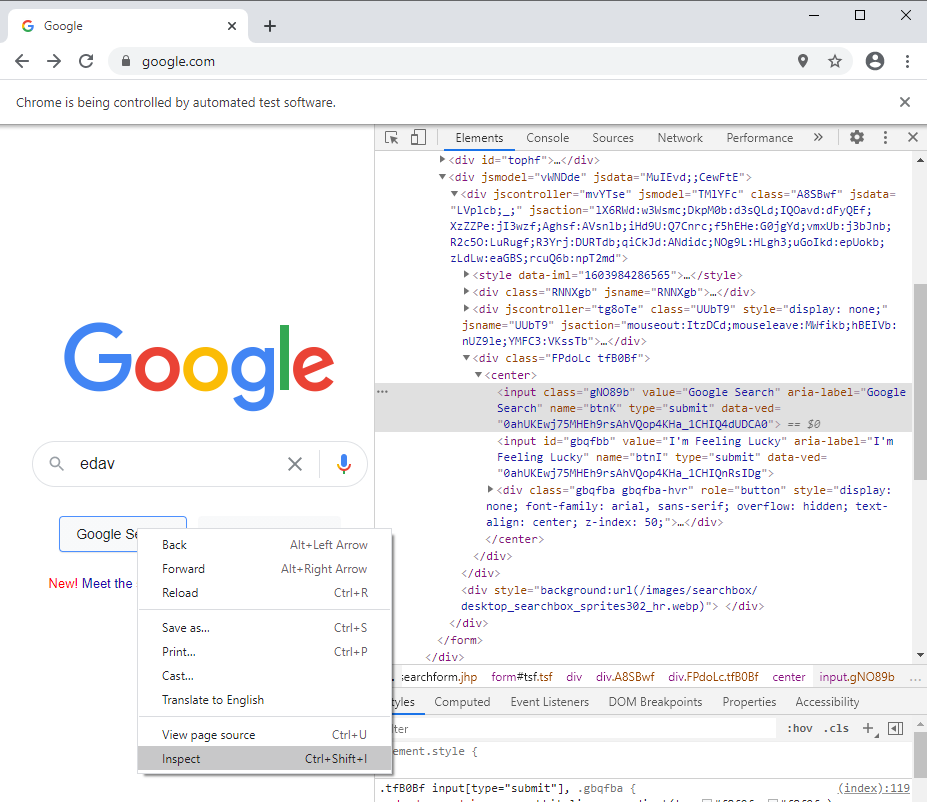 Google
google.com
Chrome is being controlled by automated test software.
Google
edav
Google Se
New! Meet the
Back Alt+Left Arrow
Forward Alt+Right Arrow
Reload Ctrl+R
Save as... Ctrl+S
Print... Ctrl+P
Cast...
Translate to English
View page source Ctrl+U
Inspect Ctrl+Shift+I
Elements Console Sources Network Performance »
<div id="tophf">…</div>
<div jsmodel="vWNDde" jsdata="MuIEvd;;CewFtE">
<div jscontroller="mvYTse" jsmodel="TMlYFc" class="A8SBwf" jsdata=
"LVplcb;_;" jsaction="lX6RWd:w3Wsmc;DkpM0b:d3sQLd;IQOavd:dFyQEf;
XzZZPe:jI3wzf;Aghsf:AVsnlb;iHd9U:Q7Cnrc;f5hEHe:G0jgYd;vmxUb:j3bJnb;
R2c5O:LuRugf;R3Yrj:DURTdb;qiCkJd:ANdidc;NOg9L:HLgh3;uGoIkd:epUokb;
zLdLw:eaGBS;rcuQ6b:npT2md">
<style data-iml="1603984286565">…</style>
<div class="RNNXgb" jsname="RNNXgb">…</div>
<div jscontroller="tg8oTe" class="UUbT9" style="display: none;"
jsname="UUbT9" jsaction="mouseout:ItzDCd;mouseleave:MWfikb;hBEIVb:
nUZ9le;YMFC3:VKssTb">…</div>
<div class="FPdoLc tfB0Bf">
<center>
<input class="gNO89b" value="Google Search" aria-label="Google
Search" name="btnK" type="submit" data-ved=
"0ahUKEwj75MHEh9rsAhVQop4KHa_1CHIQ4dUDCA0"> == $0
<input id="gbqfbb" value="I'm Feeling Lucky" aria-label="I'm
Feeling Lucky" name="btnI" type="submit" data-ved=
"0ahUKEwj75MHEh9rsAhVQop4KHa_1CHIQnRsIDg">
<div class="gbqfba gbqfba-hvr" role="button" style="display:
none; font-family: arial, sans-serif; overflow: hidden; text-
align: center; z-index: 50;">…</div>
</center>
</div>
</div>
<div style="background:url(/images/searchbox/
desktop_searchbox_sprites302_hr.webp)"> </div>
</div>
</form>
</div>
searchform.jhp form#tsf.tsf div div.A8SBwf div.FPdoLc.tfB0Bf center input.gNO89b ...
tyles Computed Event Listeners DOM Breakpoints Properties Accessibility
ter :hov .cls +
ement.style {
.tfB0Bf input[type="submit"], .gbqfba { (index):119